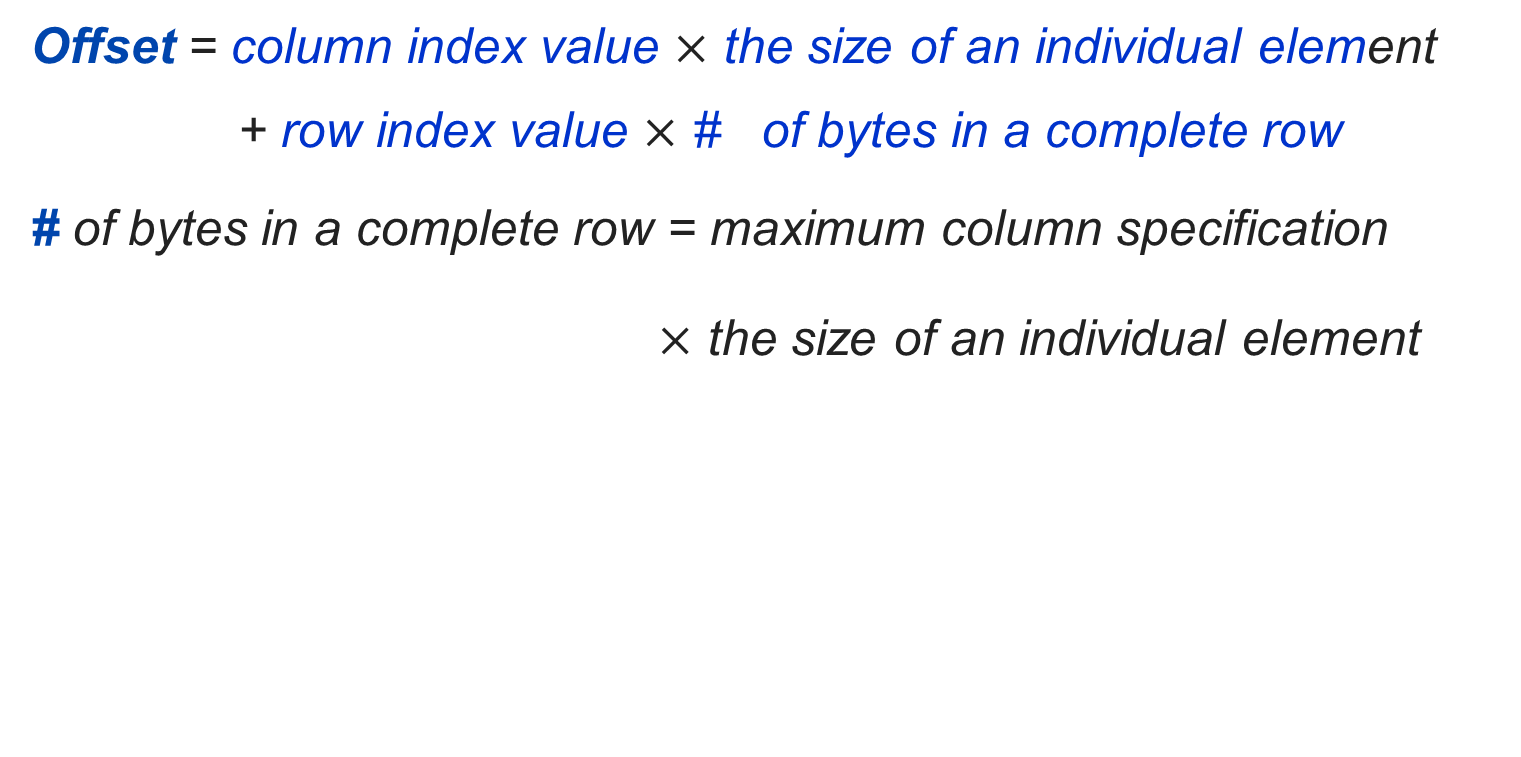 Offset = column index value × the size of an individual element
+ row index value × # of bytes in a complete row
# of bytes in a complete row = maximum column specification
× the size of an individual element